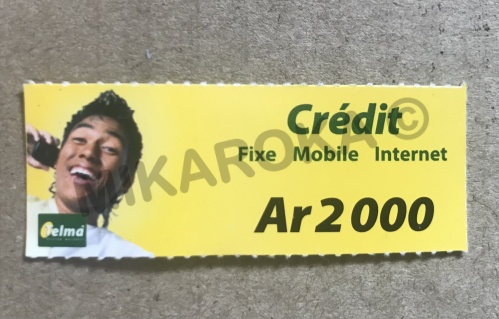 Crédit
Fixe Mobile Internet
Ar 2 000
Telma
MIKAROKA ©